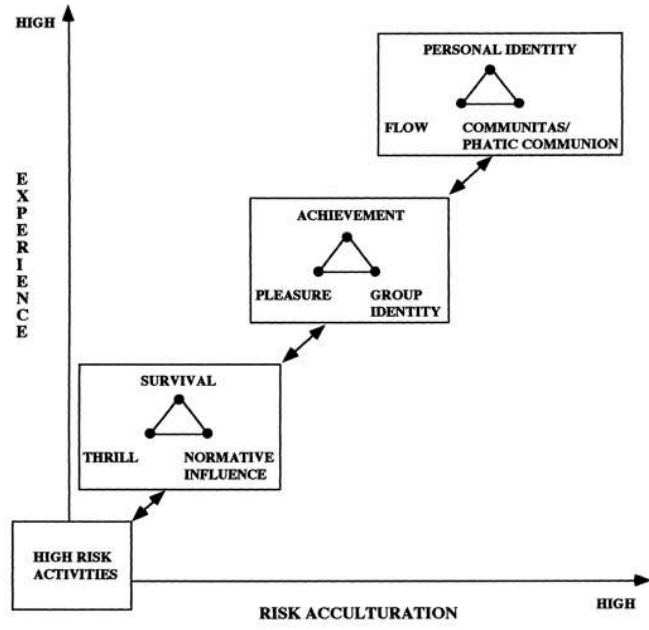 HIGH
PERSONAL IDENTITY
FLOW
COMMUNITAS/
PHATIC COMMUNION
EXPERIENCE
ACHIEVEMENT
PLEASURE
GROUP
IDENTITY
SURVIVAL
THRILL
NORMATIVE
INFLUENCE
HIGH RISK
ACTIVITIES
RISK ACCULTURATION
HIGH